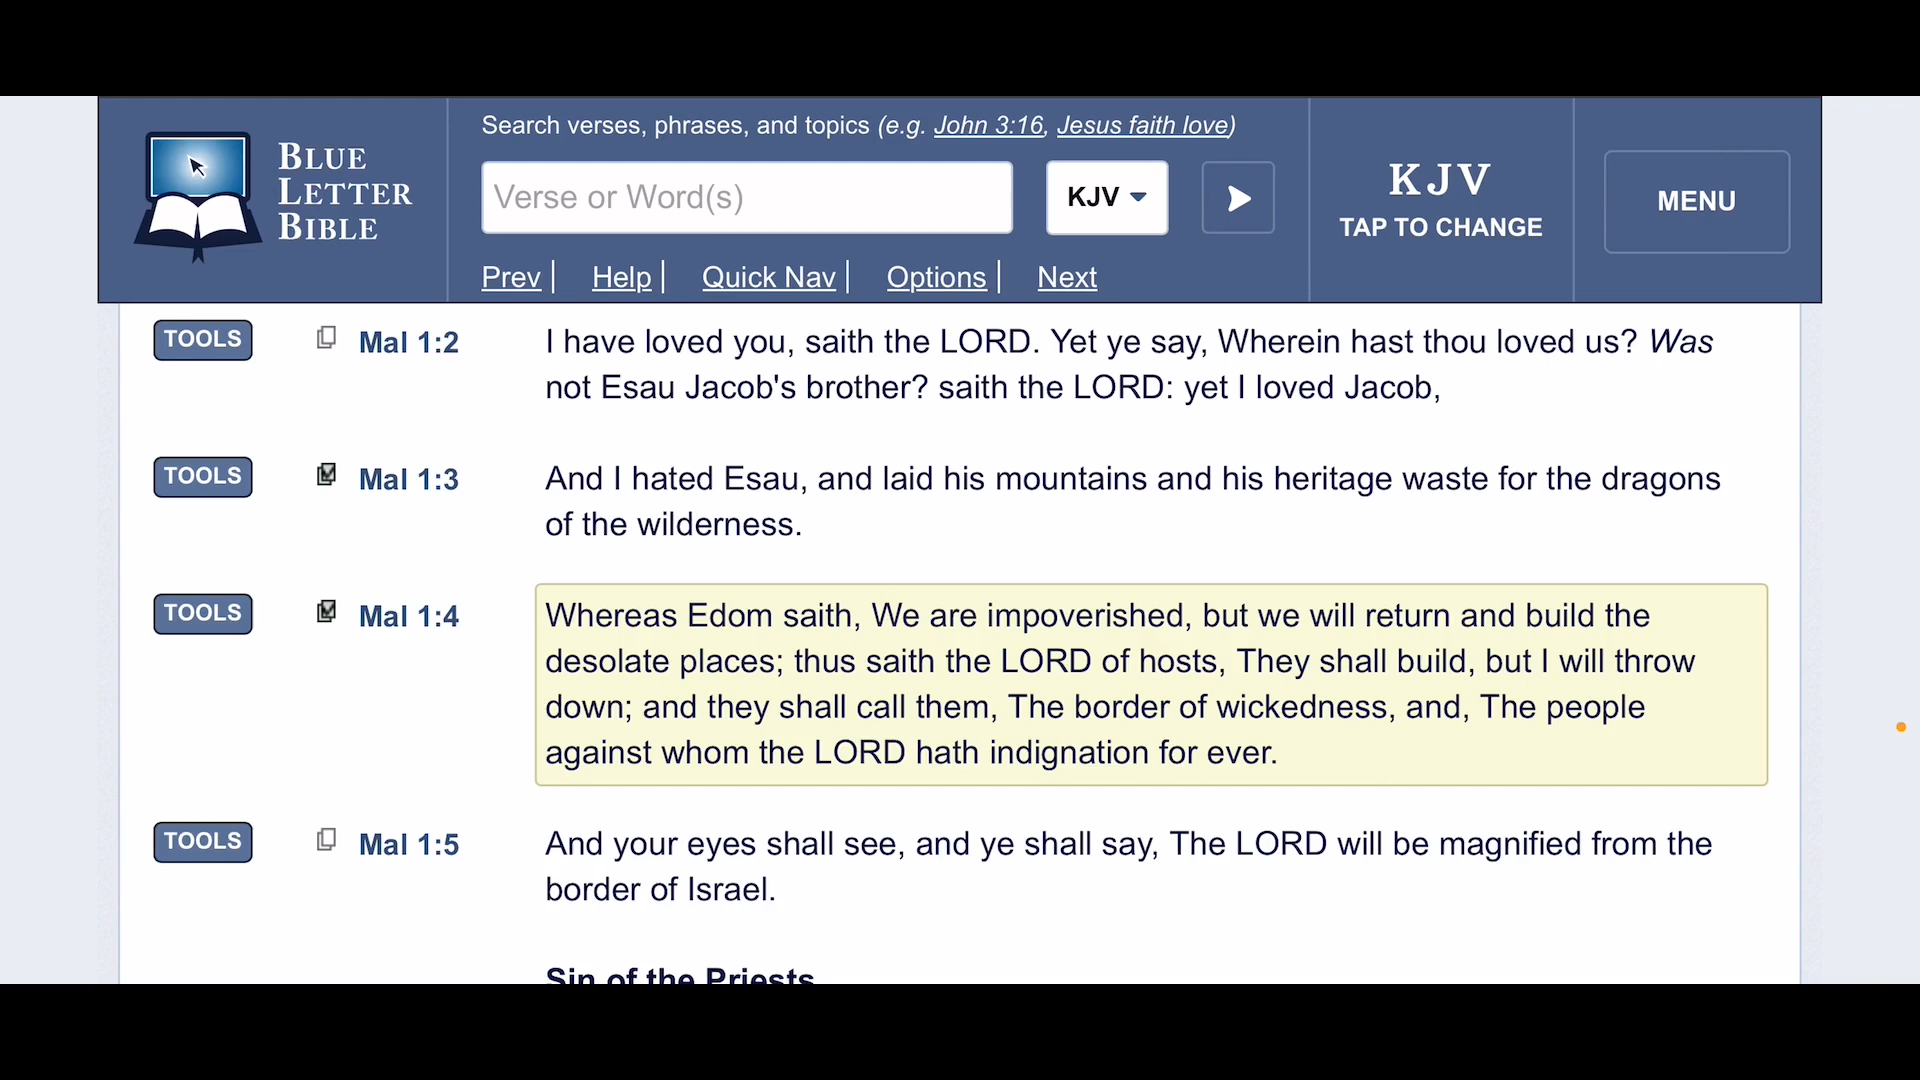 BLUE
LETTER
BIBLE
Search verses, phrases, and topics (e.g. John 3:16, Jesus faith love)
Verse or Word(s)
KJV
KJV
TAP TO CHANGE
MENU
Prev | Help | Quick Nav | Options | Next
TOOLS Mal 1:2 I have loved you, saith the LORD. Yet ye say, Wherein hast thou loved us? Was
not Esau Jacob's brother? saith the LORD: yet I loved Jacob,
TOOLS Mal 1:3 And I hated Esau, and laid his mountains and his heritage waste for the dragons
of the wilderness.
TOOLS Mal 1:4 Whereas Edom saith, We are impoverished, but we will return and build the
desolate places; thus saith the LORD of hosts, They shall build, but I will throw
down; and they shall call them, The border of wickedness, and, The people
against whom the LORD hath indignation for ever.
TOOLS Mal 1:5 And your eyes shall see, and ye shall say, The LORD will be magnified from the
border of Israel.
Sin of the Priests